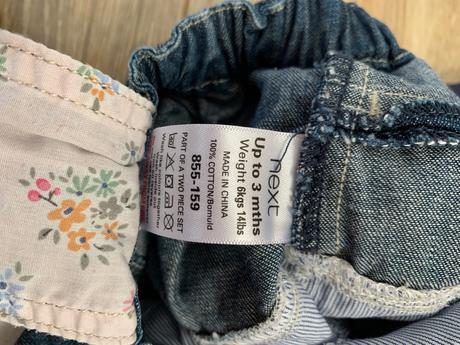 next
Up to 3 mths
Weight 6kgs 14lbs
MADE IN CHINA
100% COTTON/Bomuld
855-159
PART OF A TWO PIECE SET